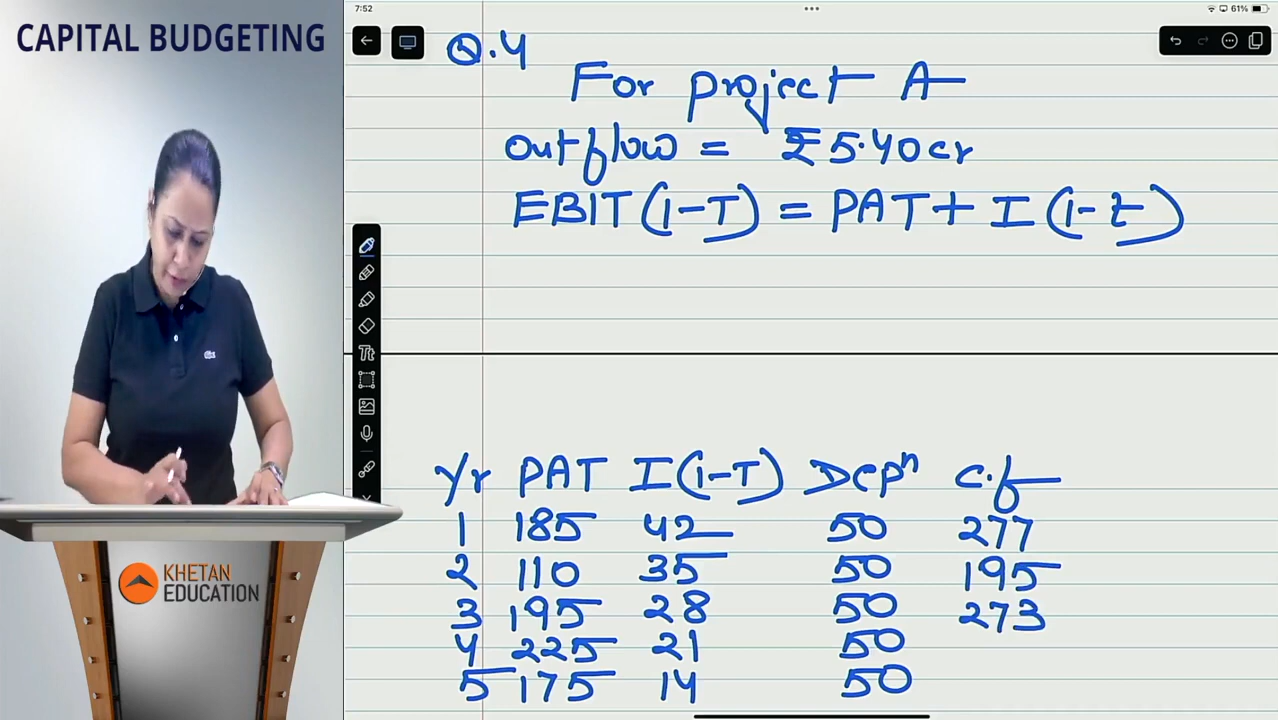 CAPITAL BUDGETING
7:52
61%
Q.4
For project A
outflow = ₹5.40cr
EBIT(1-T) = PAT + I(1-t)
Tt
Yr PAT I(1-T) Depⁿ C.f
1 185 42 50 277
2 110 35 50 195
3 195 28 50 273
4 225 21 50
5 175 14 50
KHETAN
EDUCATION